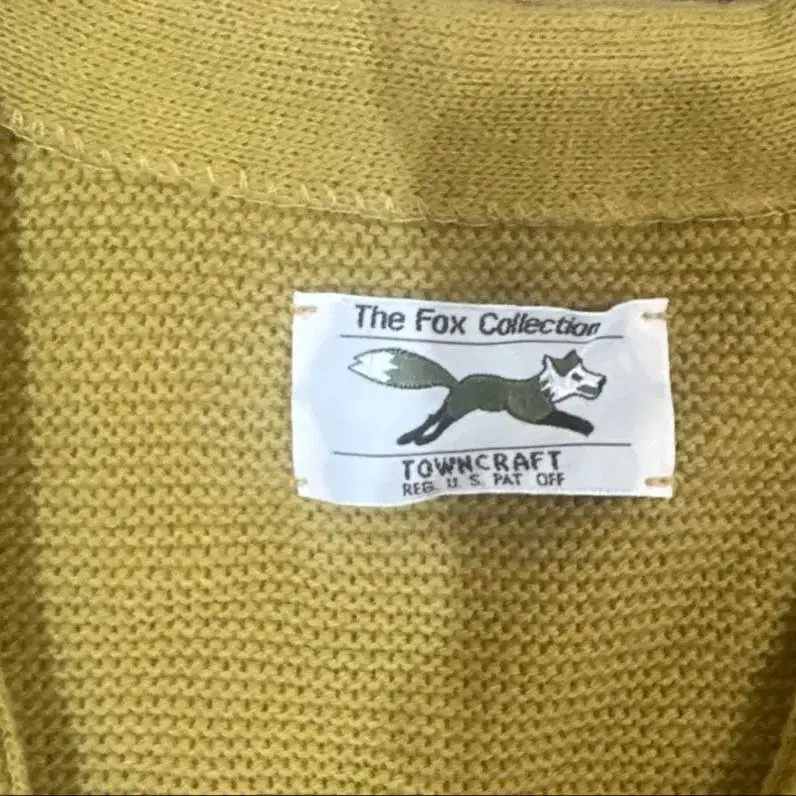 The Fox Collection
TOWNCRAFT
REG. U. S. PAT OFF